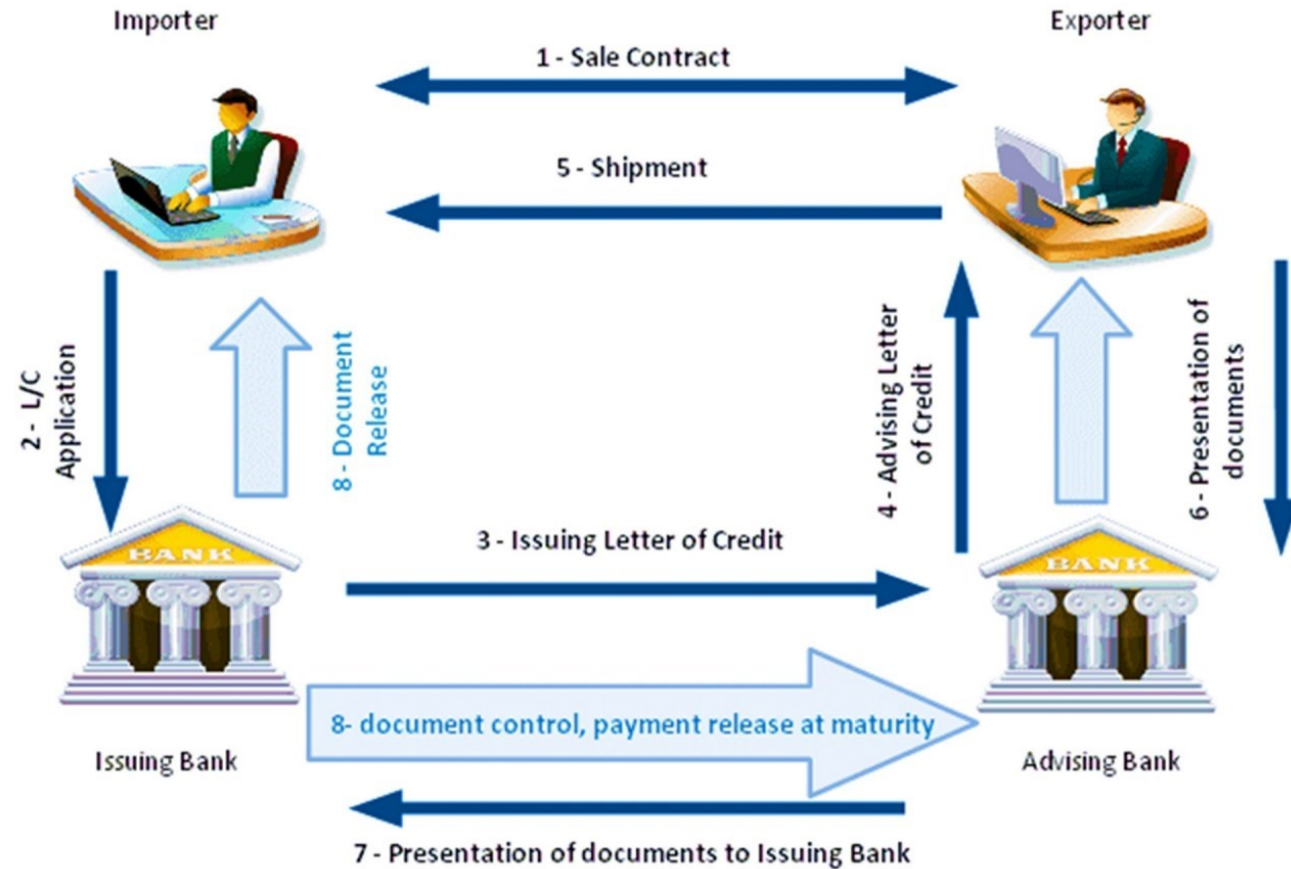 Importer
Exporter
1 - Sale Contract
5 - Shipment
2 - L/C
Application
8 - Document
Release
4 - Advising Letter
of Credit
6 - Presentation of
documents
3 - Issuing Letter of Credit
BANK
BANK
8- document control, payment release at maturity
Issuing Bank
Advising Bank
7 - Presentation of documents to Issuing Bank